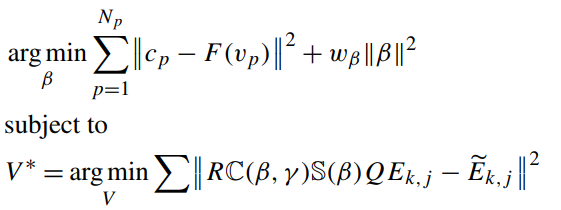 arg min_β ∑_{p=1}^{N_p} ‖c_p − F(v_p)‖² + w_β‖β‖²
subject to
V* = arg min_V ∑ ‖Rℂ(β, γ)𝕊(β)QE_{k,j} − Ẽ_{k,j}‖²